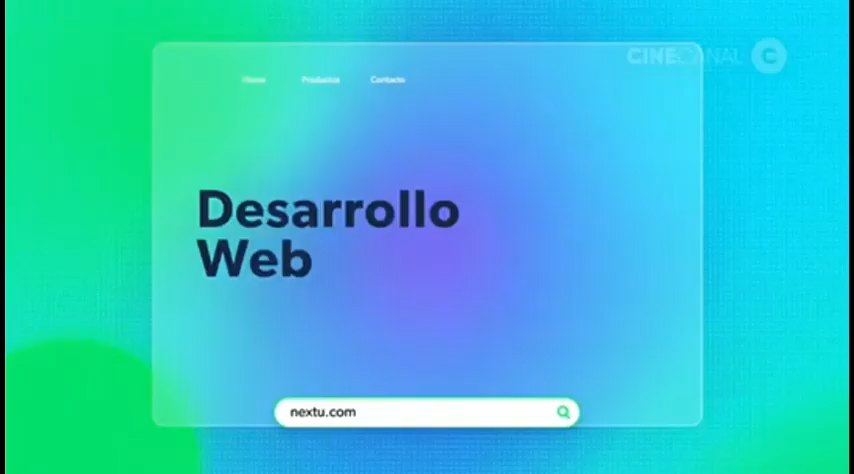 CINECANAL C
Home Productos Contacto
Desarrollo
Web
nextu.com